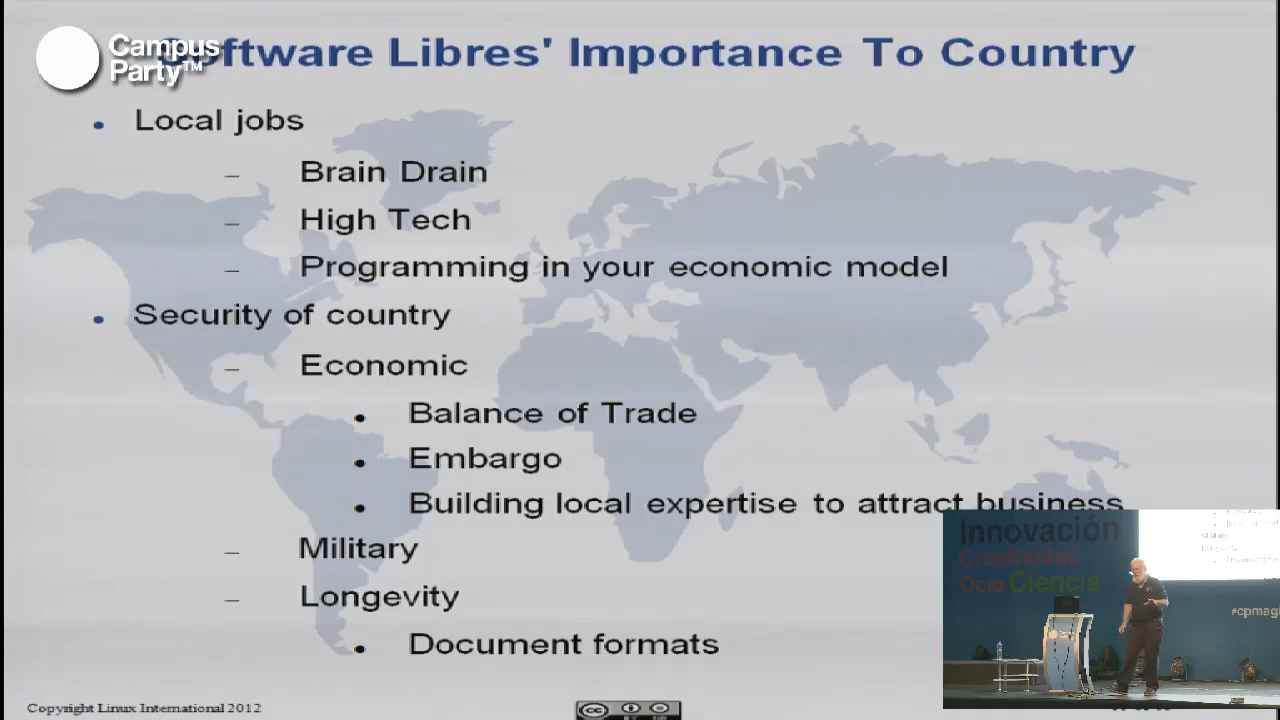 Campus
Party™
Software Libres' Importance To Country
Local jobs
Brain Drain
High Tech
Programming in your economic model
Security of country
Economic
Balance of Trade
Embargo
Building local expertise to attract business
Military
Longevity
Document formats
Innovación
Creatividad
Ocio Ciencia
Copyright Linux International 2012
cc